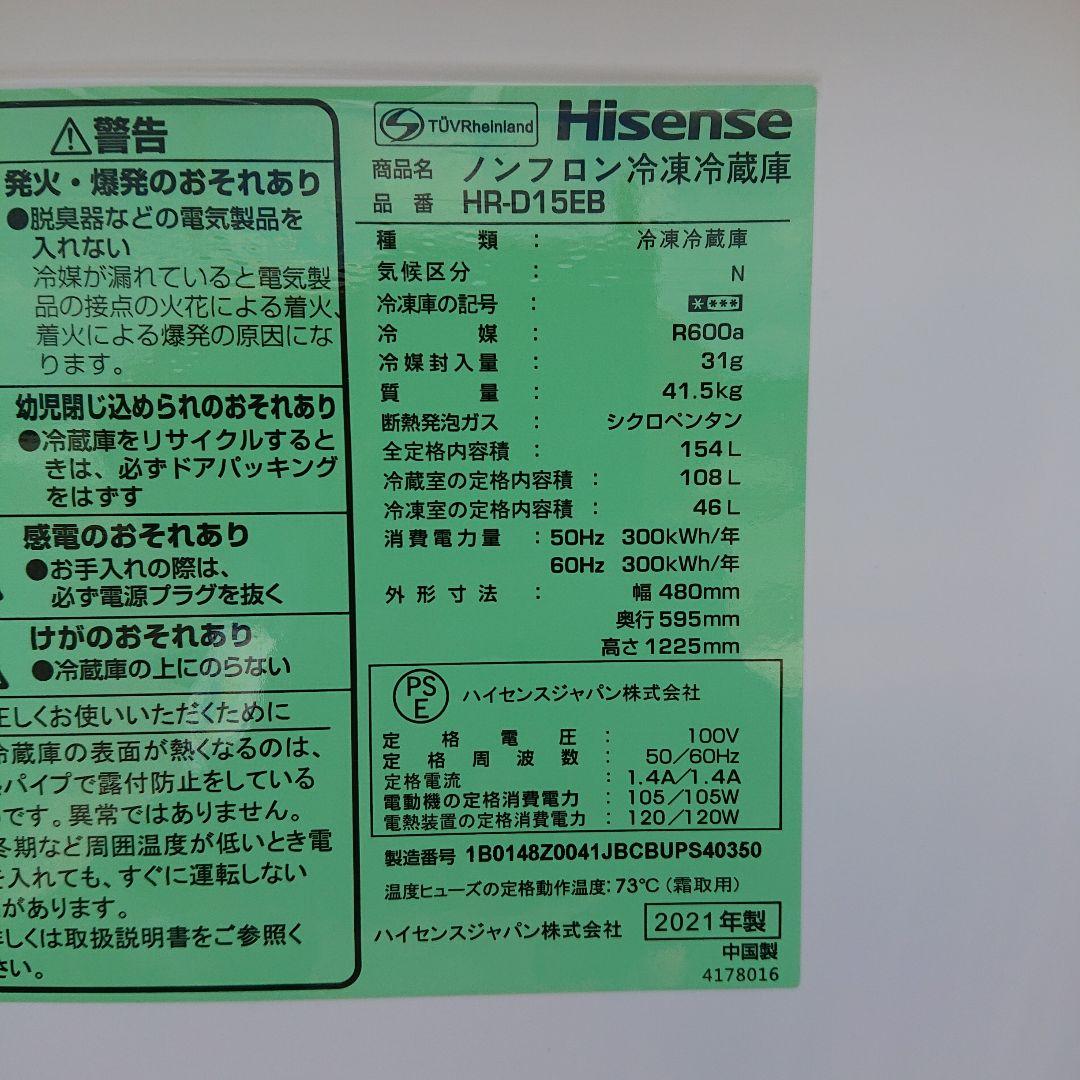 ⚠警告
発火・爆発のおそれあり
●脱臭器などの電気製品を
入れない
冷媒が漏れていると電気製
品の接点の火花による着火、
着火による爆発の原因にな
ります。
幼児閉じ込められのおそれあり
●冷蔵庫をリサイクルすると
きは、必ずドアパッキング
をはずす
感電のおそれあり
●お手入れの際は、
必ず電源プラグを抜く
けがのおそれあり
●冷蔵庫の上にのらない
正しくお使いいただくために
冷蔵庫の表面が熱くなるのは、
パイプで露付防止をしている
です。異常ではありません。
冬期など周囲温度が低いとき電
を入れても、すぐに運転しない
があります。
詳しくは取扱説明書をご参照く
さい。
TÜVRheinland Hisense
商品名 ノンフロン冷凍冷蔵庫
品番 HR-D15EB
種類 : 冷凍冷蔵庫
気候区分 : N
冷凍庫の記号 : * ***
冷媒 : R600a
冷媒封入量 : 31g
質量 : 41.5kg
断熱発泡ガス : シクロペンタン
全定格内容積 : 154L
冷蔵室の定格内容積 : 108L
冷凍室の定格内容積 : 46L
消費電力量 : 50Hz 300kWh/年
60Hz 300kWh/年
外形寸法 : 幅 480mm
奥行 595mm
高さ 1225mm
PSE ハイセンスジャパン株式会社
定格電圧 : 100V
定格周波数 : 50/60Hz
定格電流 : 1.4A/1.4A
電動機の定格消費電力 : 105/105W
電熱装置の定格消費電力 : 120/120W
製造番号 1B0148Z0041JBCBUPS40350
温度ヒューズの定格動作温度:73℃(霜取用)
ハイセンスジャパン株式会社 2021年製
中国製
4178016